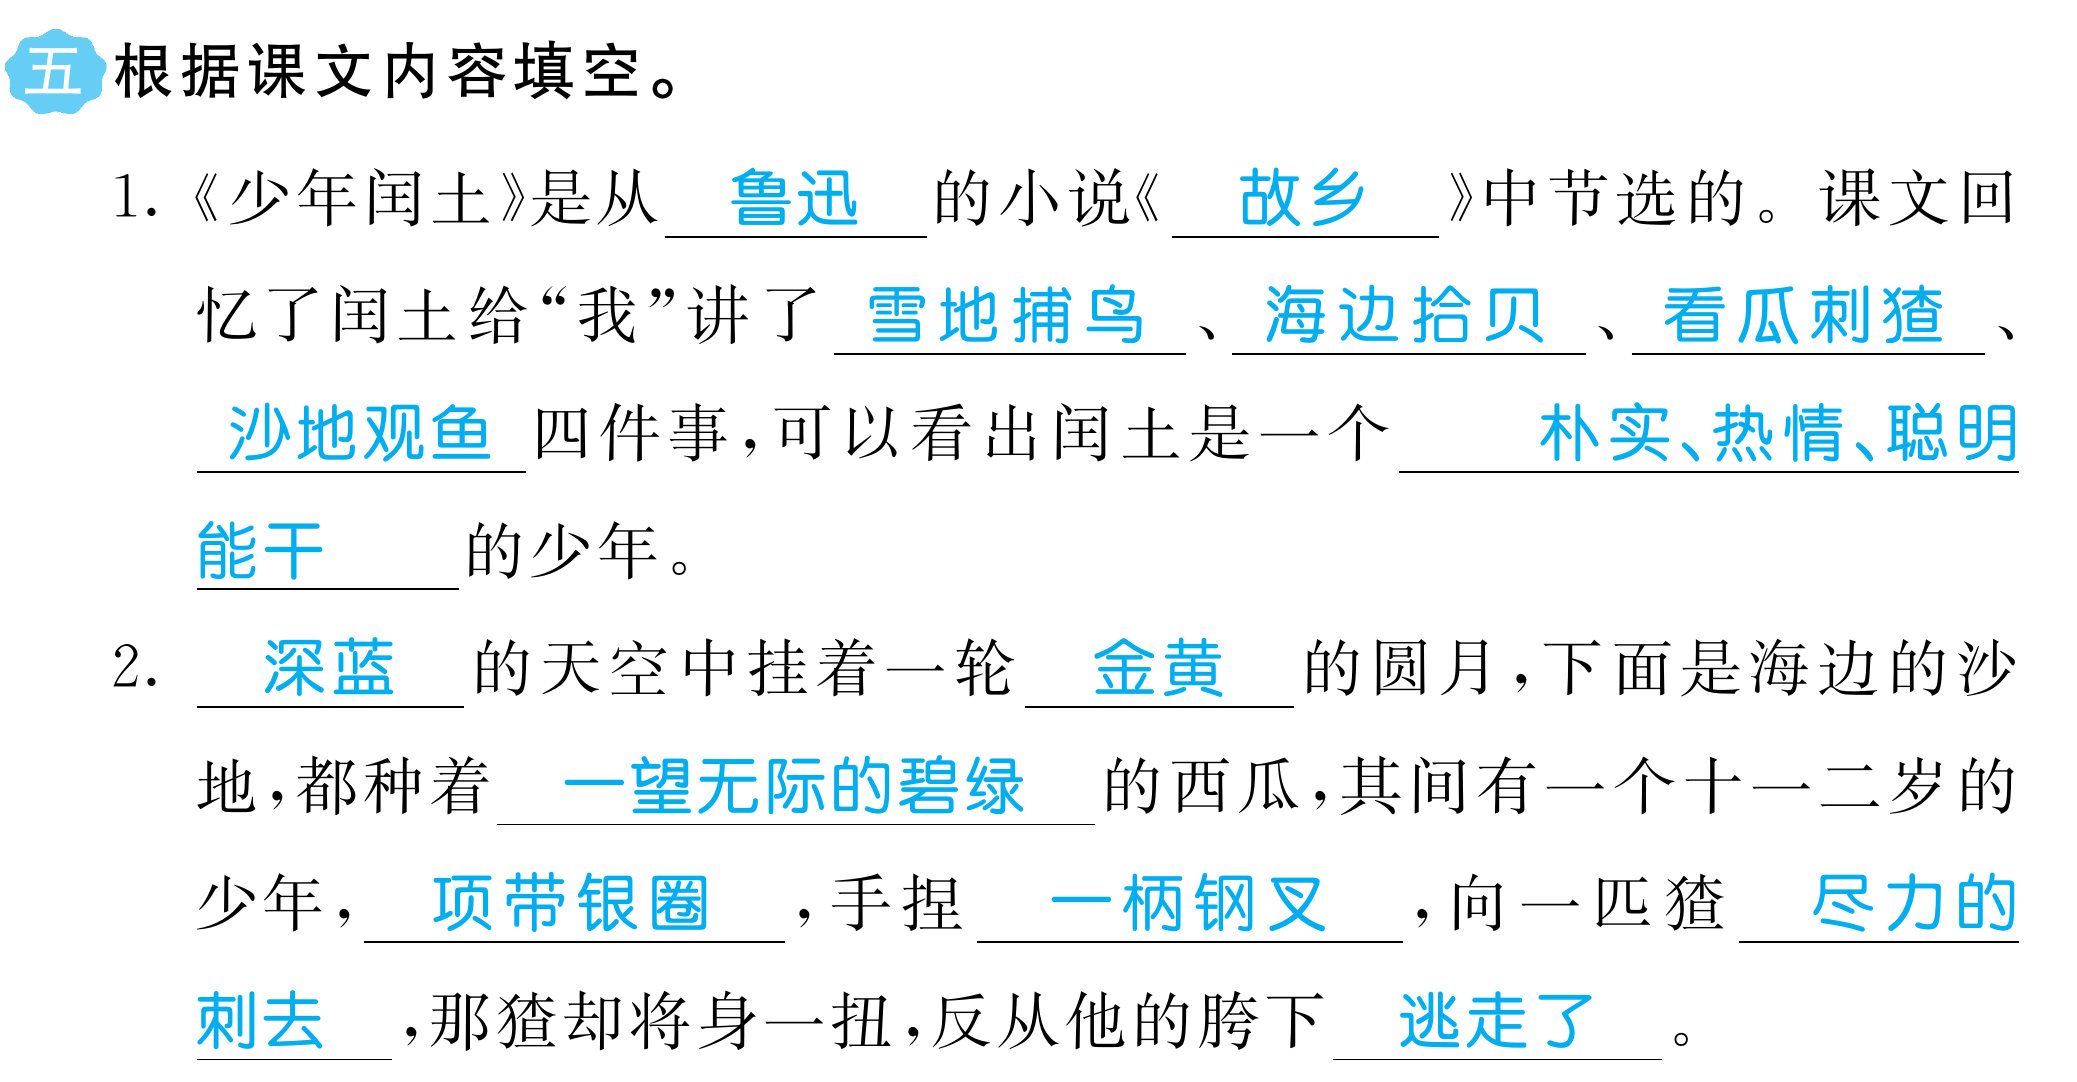 五 根据课文内容填空。
1. 《少年闰土》是从 鲁迅 的小说《 故乡 》中节选的。课文回
忆了闰土给“我”讲了 雪地捕鸟 、 海边拾贝 、 看瓜刺猹 、
沙地观鱼 四件事,可以看出闰土是一个 朴实、热情、聪明
能干 的少年。
2. 深蓝 的天空中挂着一轮 金黄 的圆月,下面是海边的沙
地,都种着 一望无际的碧绿 的西瓜,其间有一个十一二岁的
少年, 项带银圈 ,手捏 一柄钢叉 ,向一匹猹 尽力的
刺去 ,那猹却将身一扭,反从他的胯下 逃走了 。